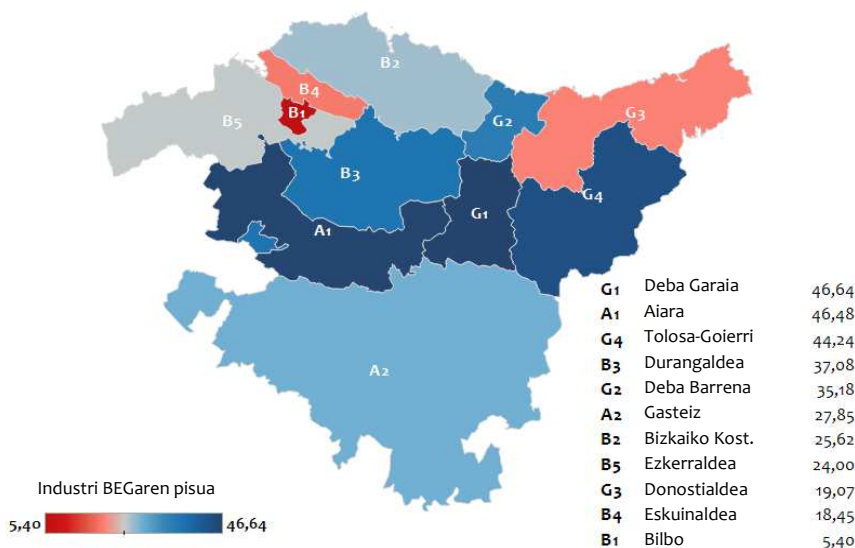 B2
B4
B1
B5
G3
G2
B3
G4
G1
A1
A2
G1 Deba Garaia 46,64
A1 Aiara 46,48
G4 Tolosa-Goierri 44,24
B3 Durangaldea 37,08
G2 Deba Barrena 35,18
A2 Gasteiz 27,85
B2 Bizkaiko Kost. 25,62
B5 Ezkerraldea 24,00
G3 Donostialdea 19,07
B4 Eskuinaldea 18,45
B1 Bilbo 5,40
Industri BEGaren pisua
5,40 46,64